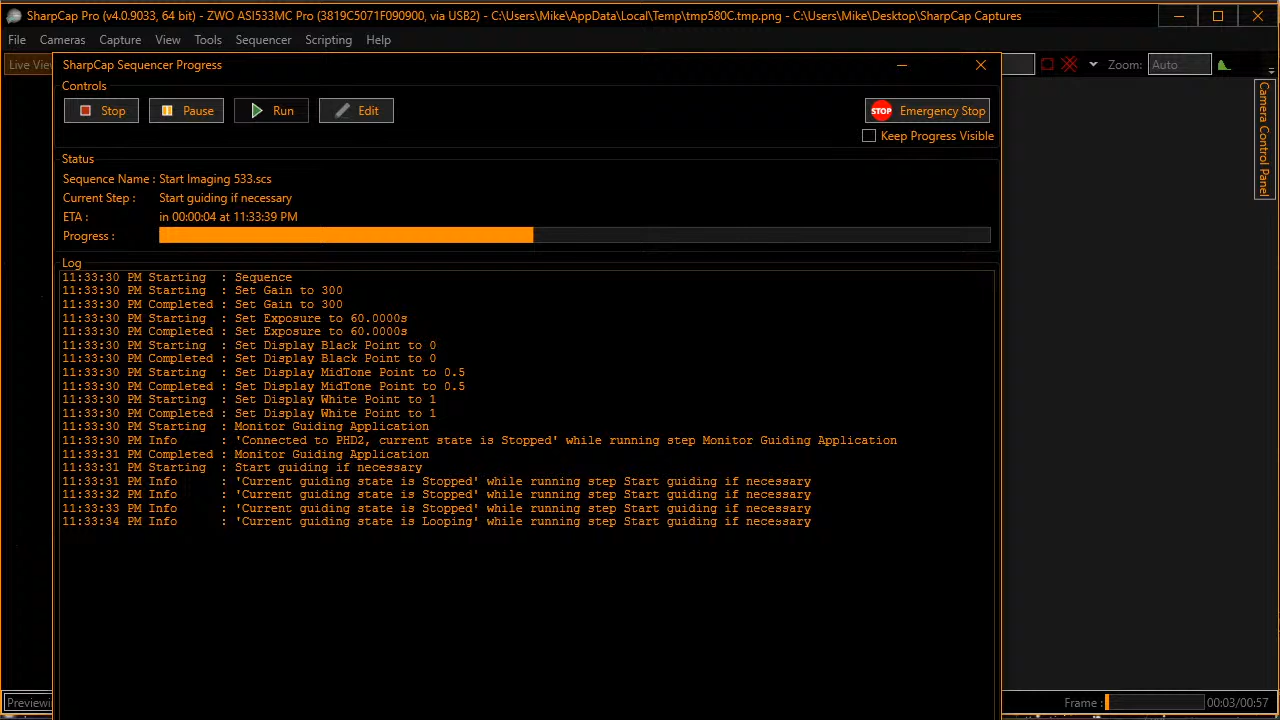 SharpCap Pro (v4.0.9033, 64 bit) - ZWO ASI533MC Pro (3819C5071F090900, via USB2) - C:\Users\Mike\AppData\Local\Temp\tmp580C.tmp.png - C:\Users\Mike\Desktop\SharpCap Captures
File Cameras Capture View Tools Sequencer Scripting Help
Live View SharpCap Sequencer Progress Zoom: Auto
Controls
Stop Pause Run Edit STOP Emergency Stop
Keep Progress Visible
Camera Control Panel
Status
Sequence Name : Start Imaging 533.scs
Current Step : Start guiding if necessary
ETA : in 00:00:04 at 11:33:39 PM
Progress :
Log
11:33:30 PM Starting : Sequence
11:33:30 PM Starting : Set Gain to 300
11:33:30 PM Completed : Set Gain to 300
11:33:30 PM Starting : Set Exposure to 60.0000s
11:33:30 PM Completed : Set Exposure to 60.0000s
11:33:30 PM Starting : Set Display Black Point to 0
11:33:30 PM Completed : Set Display Black Point to 0
11:33:30 PM Starting : Set Display MidTone Point to 0.5
11:33:30 PM Completed : Set Display MidTone Point to 0.5
11:33:30 PM Starting : Set Display White Point to 1
11:33:30 PM Completed : Set Display White Point to 1
11:33:30 PM Starting : Monitor Guiding Application
11:33:30 PM Info : 'Connected to PHD2, current state is Stopped' while running step Monitor Guiding Application
11:33:31 PM Completed : Monitor Guiding Application
11:33:31 PM Starting : Start guiding if necessary
11:33:31 PM Info : 'Current guiding state is Stopped' while running step Start guiding if necessary
11:33:32 PM Info : 'Current guiding state is Stopped' while running step Start guiding if necessary
11:33:33 PM Info : 'Current guiding state is Stopped' while running step Start guiding if necessary
11:33:34 PM Info : 'Current guiding state is Looping' while running step Start guiding if necessary
Previewi Frame : 00:03/00:57